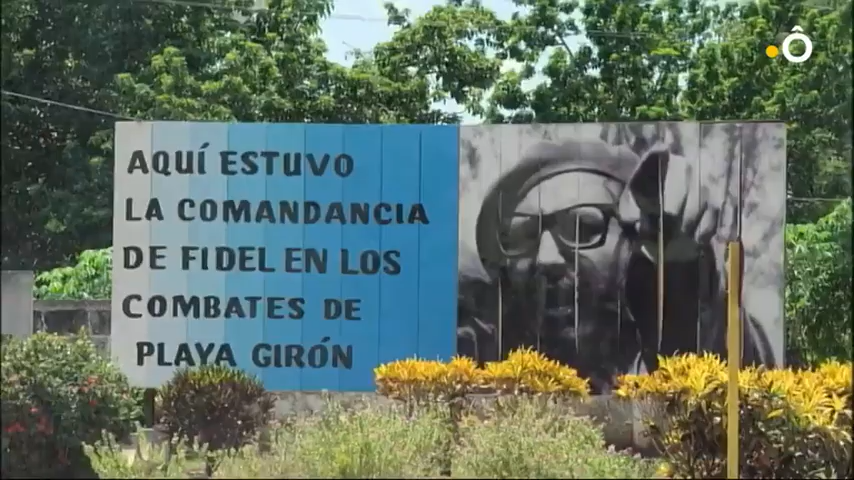 AQUÍ ESTUVO
LA COMANDANCIA
DE FIDEL EN LOS
COMBATES DE
PLAYA GIRÓN
ô